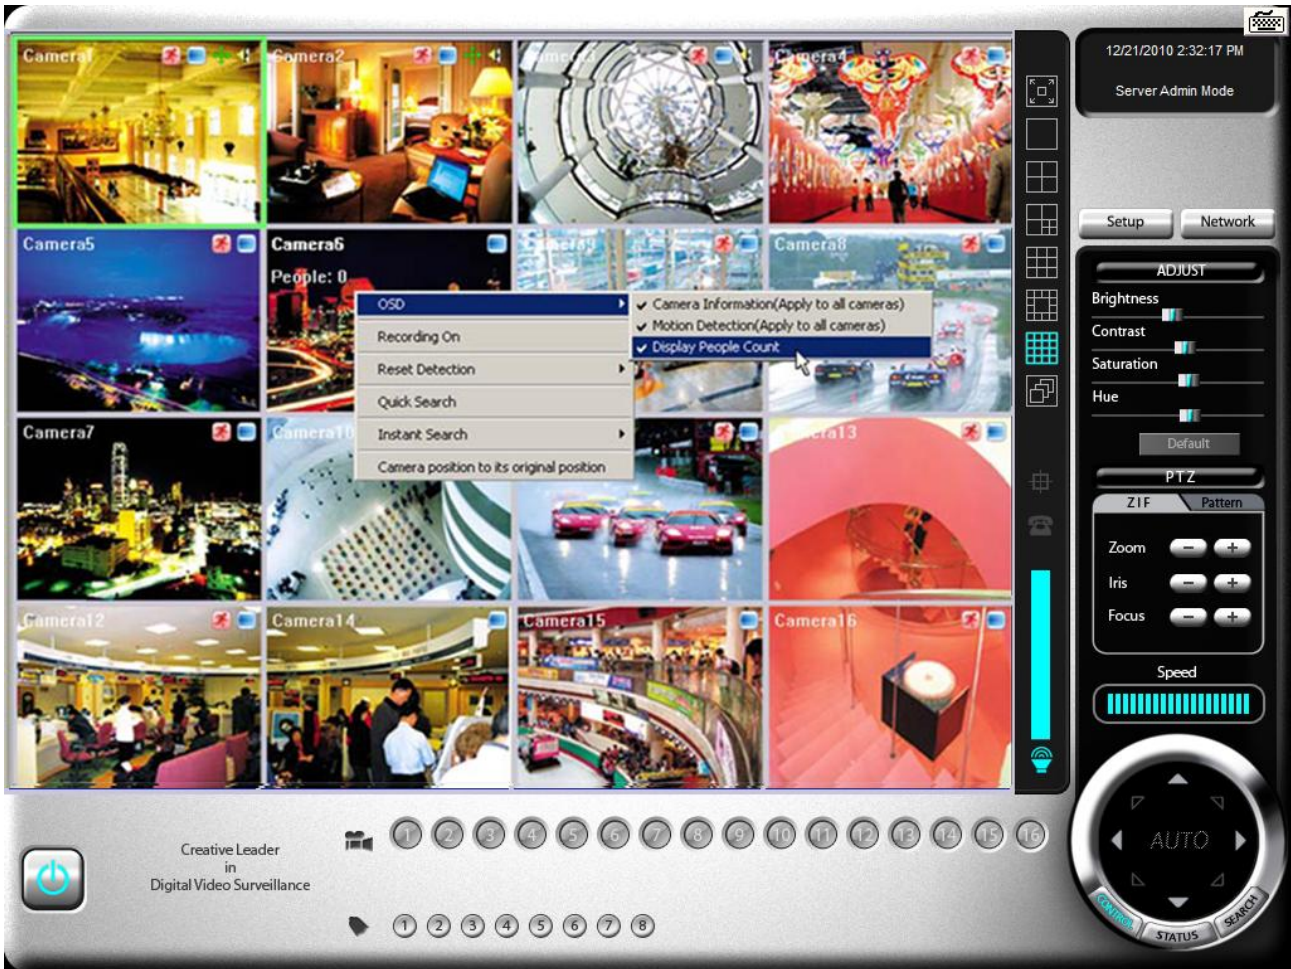 12/21/2010 2:32:17 PM
Server Admin Mode
Camera1
Camera2
Camera3
Camera4
Setup
Network
Camera5
Camera6
People: 0
Camera8
OSD
Camera Information(Apply to all cameras)
Motion Detection(Apply to all cameras)
Display People Count
Recording On
Reset Detection
Quick Search
Instant Search
Camera position to its original position
ADJUST
Brightness
Contrast
Saturation
Hue
Default
Camera7
Camera10
PTZ
ZIF
Pattern
Zoom
Iris
Focus
Camera12
Camera14
Camera15
Camera16
Speed
Creative Leader
in
Digital Video Surveillance
1 2 3 4 5 6 7 8 9 10 11 12 13 14 15 16
1 2 3 4 5 6 7 8
AUTO
CONTROL
STATUS
SEARCH